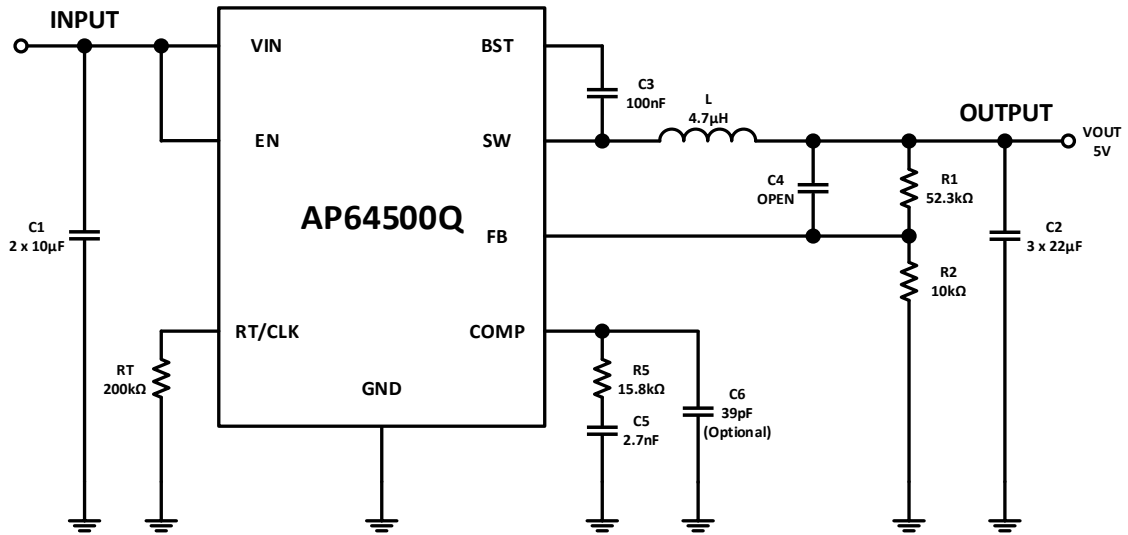 INPUT
VIN
BST
C3
100nF
L
4.7µH
OUTPUT
VOUT
5V
EN
SW
C4
OPEN
R1
52.3kΩ
AP64500Q
FB
C1
2 x 10µF
C2
3 x 22µF
R2
10kΩ
RT/CLK
COMP
RT
200kΩ
GND
R5
15.8kΩ
C6
39pF
(Optional)
C5
2.7nF